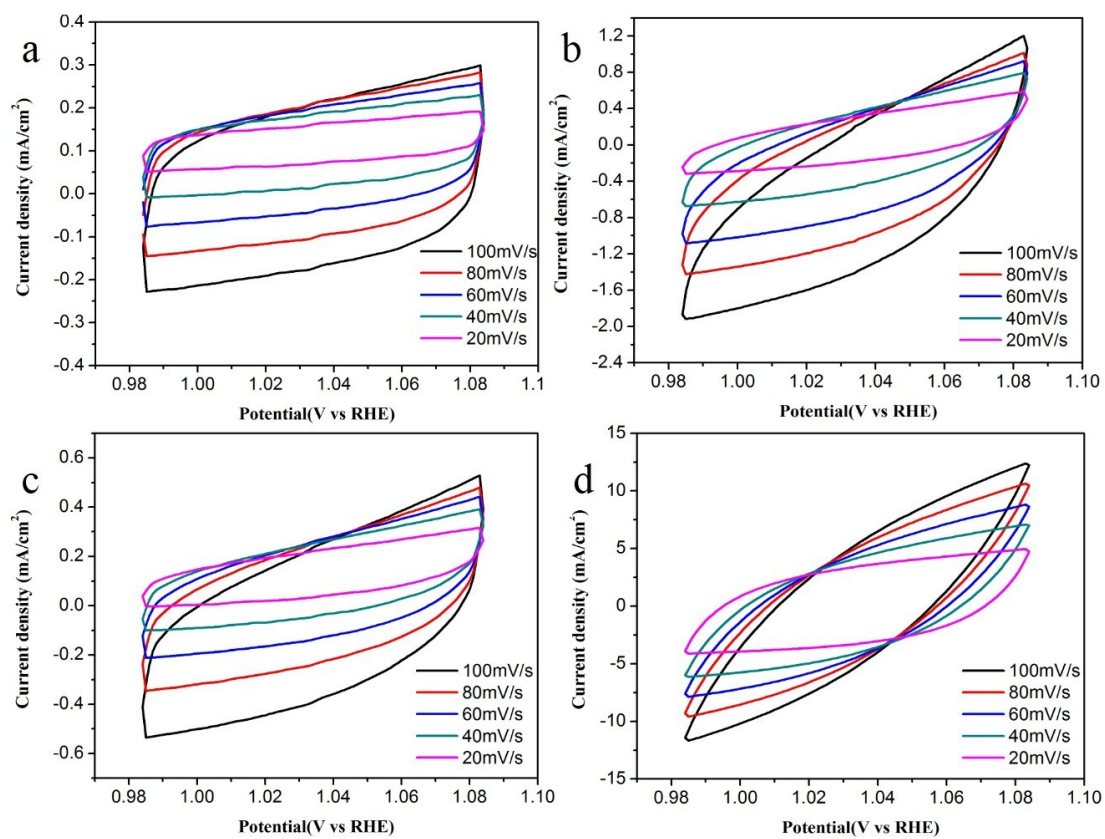 a
0.4
0.3
0.2
0.1
0.0
-0.1
-0.2
-0.3
-0.4
Current density (mA/cm²)
100mV/s
80mV/s
60mV/s
40mV/s
20mV/s
0.98 1.00 1.02 1.04 1.06 1.08 1.10
Potential(V vs RHE)
b
1.2
0.6
0.0
-0.6
-1.2
-1.8
-2.4
Current density (mA/cm²)
100mV/s
80mV/s
60mV/s
40mV/s
20mV/s
0.98 1.00 1.02 1.04 1.06 1.08 1.10
Potential(V vs RHE)
c
0.6
0.4
0.2
0.0
-0.2
-0.4
-0.6
Current density (mA/cm²)
100mV/s
80mV/s
60mV/s
40mV/s
20mV/s
0.98 1.00 1.02 1.04 1.06 1.08 1.10
Potential(V vs RHE)
d
15
10
5
0
-5
-10
-15
Current density (mA/cm²)
100mV/s
80mV/s
60mV/s
40mV/s
20mV/s
0.98 1.00 1.02 1.04 1.06 1.08 1.10
Potential(V vs RHE)